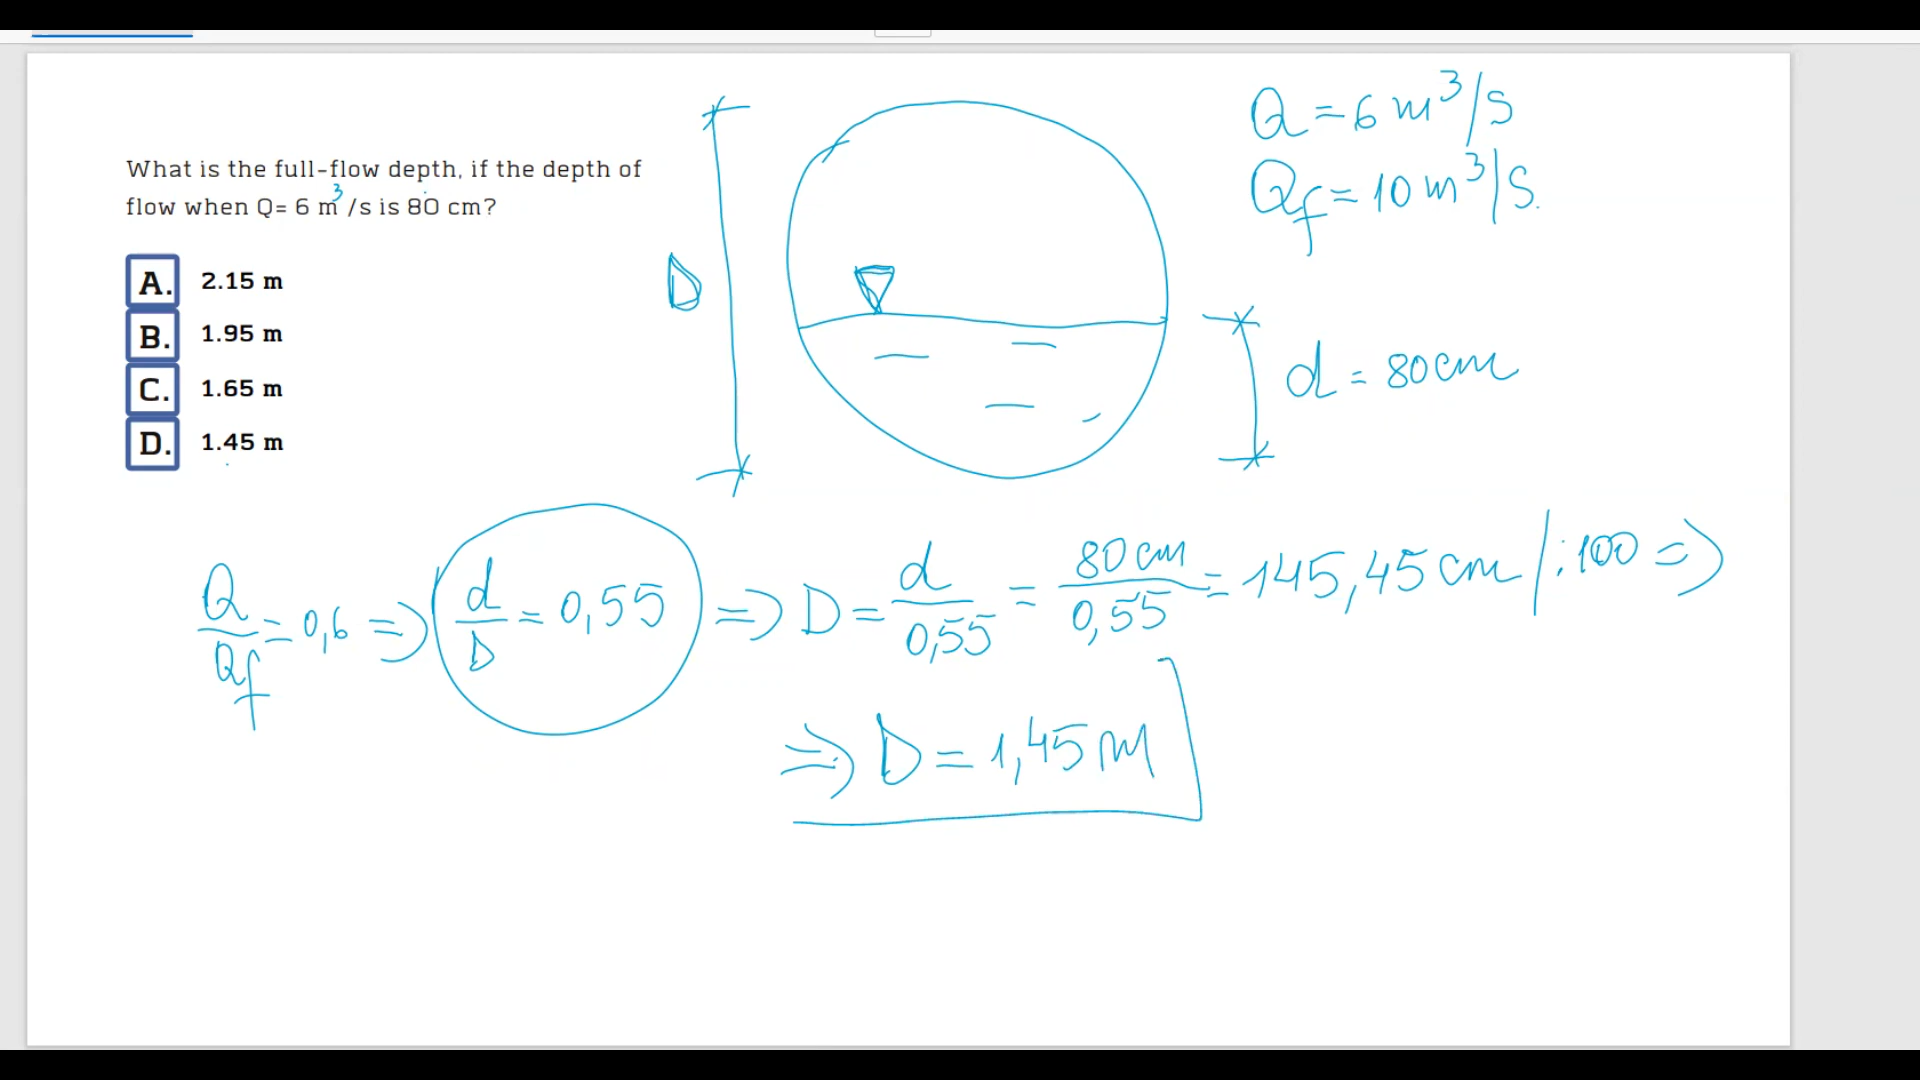 What is the full-flow depth, if the depth of
flow when Q= 6 m³ /s is 80 cm?
A. 2.15 m
B. 1.95 m
C. 1.65 m
D. 1.45 m
D
Q = 6 m³/s
Qf = 10 m³/s.
d = 80 cm
Q/Qf = 0,6 => d/D = 0,55 => D = d/0,55 = 80 cm/0,55 = 145,45 cm /:100 =>
=> D = 1,45 m